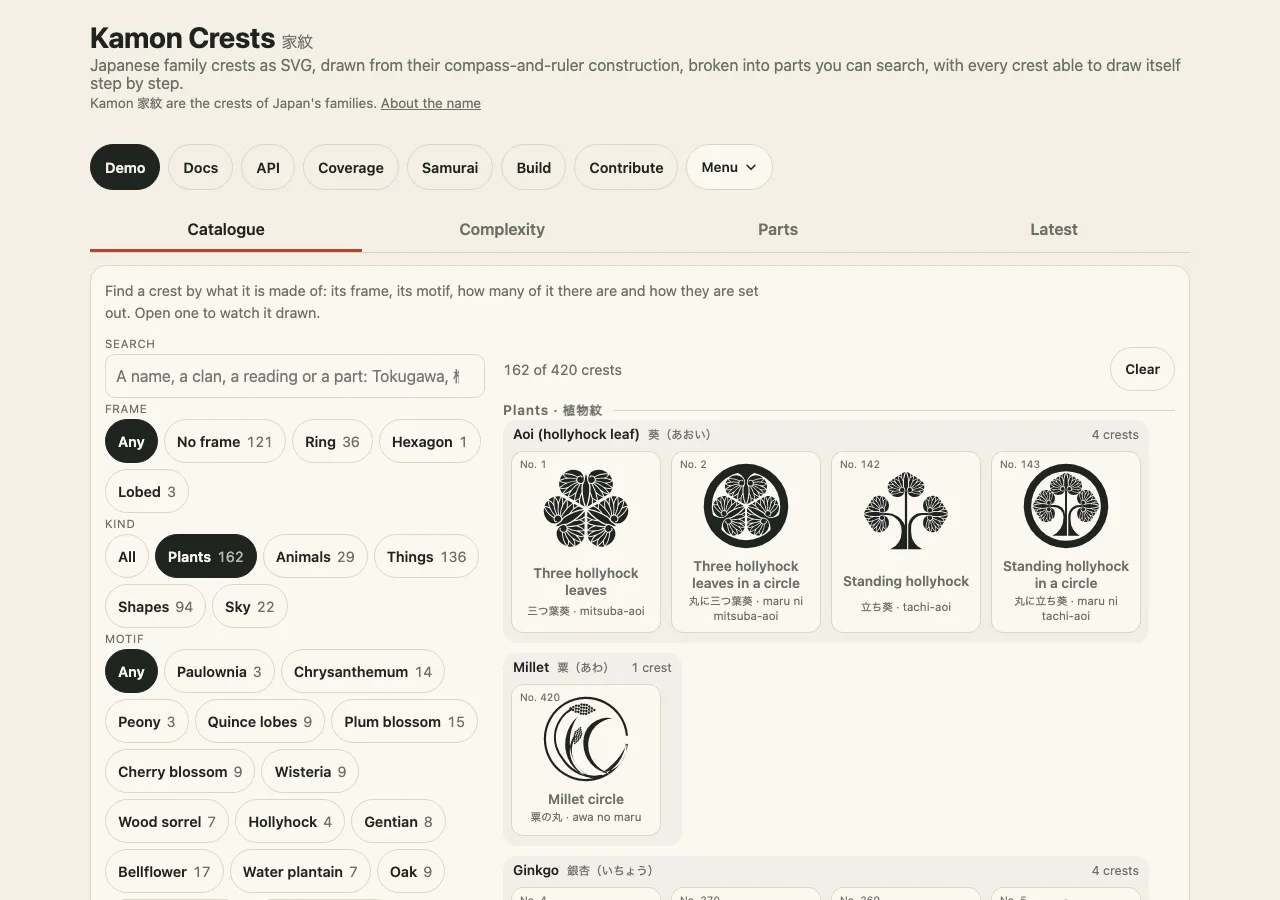 Kamon Crests 家紋
Japanese family crests as SVG, drawn from their compass-and-ruler construction, broken into parts you can search, with every crest able to draw itself
step by step.
Kamon 家紋 are the crests of Japan's families. About the name
Demo Docs API Coverage Samurai Build Contribute Menu
Catalogue Complexity Parts Latest
Find a crest by what it is made of: its frame, its motif, how many of it there are and how they are set
out. Open one to watch it drawn.
SEARCH
A name, a clan, a reading or a part: Tokugawa,
FRAME
Any No frame 121 Ring 36 Hexagon 1
Lobed 3
KIND
All Plants 162 Animals 29 Things 136
Shapes 94 Sky 22
MOTIF
Any Paulownia 3 Chrysanthemum 14
Peony 3 Quince lobes 9 Plum blossom 15
Cherry blossom 9 Wisteria 9
Wood sorrel 7 Hollyhock 4 Gentian 8
Bellflower 17 Water plantain 7 Oak 9
162 of 420 crests
Clear
Plants · 植物紋
Aoi (hollyhock leaf) 葵（あおい） 4 crests
No. 1
Three hollyhock
leaves
三つ葉葵 · mitsuba-aoi
No. 2
Three hollyhock
leaves in a circle
丸に三つ葉葵 · maru ni
mitsuba-aoi
No. 142
Standing hollyhock
立ち葵 · tachi-aoi
No. 143
Standing hollyhock
in a circle
丸に立ち葵 · maru ni
tachi-aoi
Millet 粟（あわ） 1 crest
No. 420
Millet circle
粟の丸 · awa no maru
Ginkgo 銀杏（いちょう） 4 crests
No. 4 No. 370 No. 369 No. 5